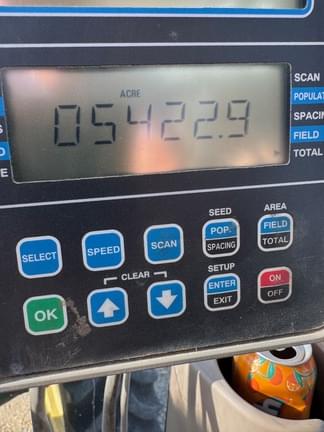 SCAN
ACRE
POPULAT
05422.9
SPACIN
FIELD
TOTAL
SEED
AREA
SELECT
SPEED
SCAN
POP.
SPACING
FIELD
TOTAL
CLEAR
SETUP
OK
ENTER
EXIT
ON
OFF